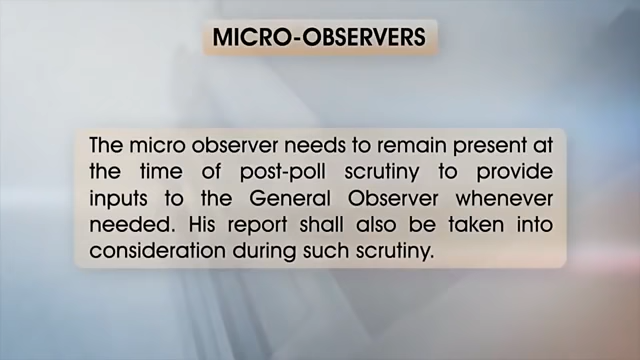 MICRO-OBSERVERS
The micro observer needs to remain present at
the time of post-poll scrutiny to provide
inputs to the General Observer whenever
needed. His report shall also be taken into
consideration during such scrutiny.